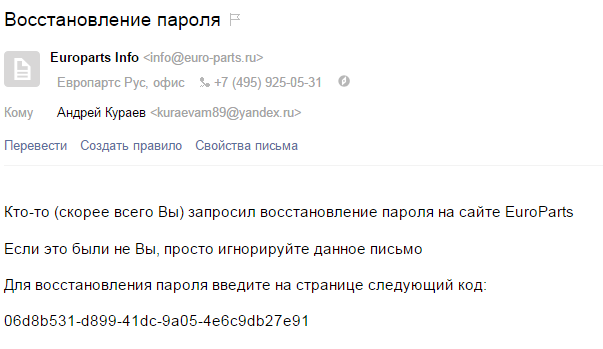 Восстановление пароля
Europarts Info <info@euro-parts.ru>
Европартс Рус, офис +7 (495) 925-05-31
Кому Андрей Кураев <kuraevam89@yandex.ru>
Перевести Создать правило Свойства письма
Кто-то (скорее всего Вы) запросил восстановление пароля на сайте EuroParts
Если это были не Вы, просто игнорируйте данное письмо
Для восстановления пароля введите на странице следующий код:
06d8b531-d899-41dc-9a05-4e6c9db27e91